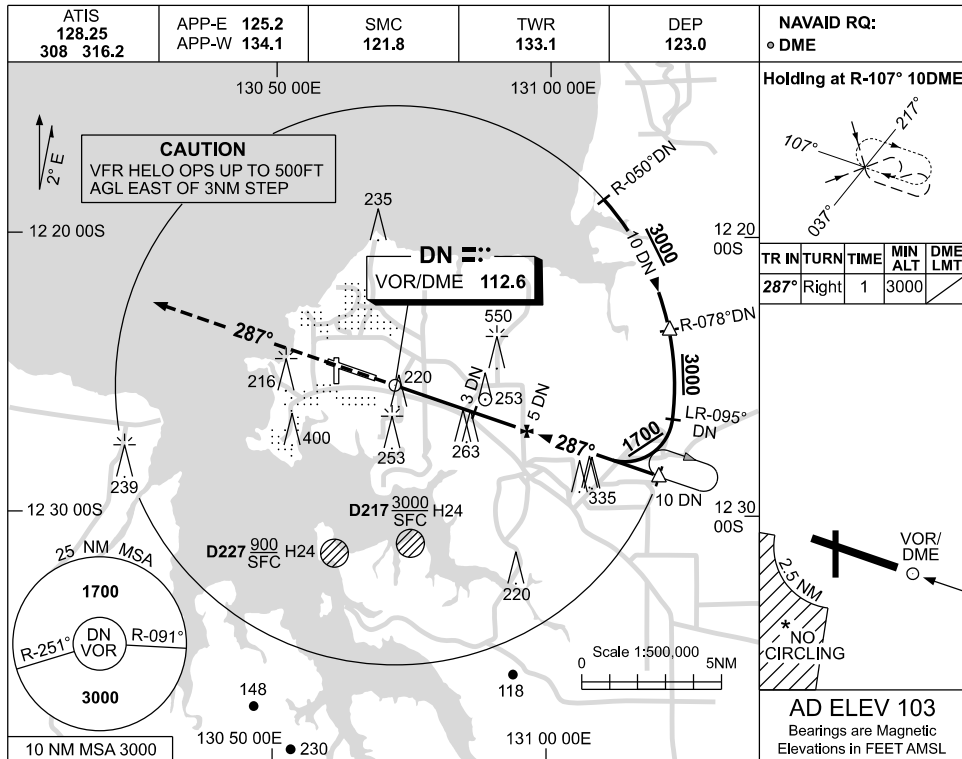 ATIS
128.25
308 316.2
APP-E 125.2
APP-W 134.1
SMC
121.8
TWR
133.1
DEP
123.0
NAVAID RQ:
DME
130 50 00E
131 00 00E
2° E
CAUTION
VFR HELO OPS UP TO 500FT
AGL EAST OF 3NM STEP
R-050°DN
12 20 00S
12 20
00S
235
10 DN
3000
DN
VOR/DME 112.6
550
R-078°DN
287°
216
220
3 DN
253
5 DN
3000
LR-095°
DN
1700
287°
400
253
263
335
10 DN
239
12 30 00S
12 30
00S
D217 3000
SFC
H24
D227 900
SFC
H24
220
25 NM MSA
1700
R-251°
DN
VOR
R-091°
3000
10 NM MSA 3000
Scale 1:500,000
0
5NM
148
118
230
130 50 00E
131 00 00E
Holding at R-107° 10DME
217°
107°
037°
TR IN
TURN
TIME
MIN
ALT
DME
LMT
287°
Right
1
3000
VOR/
DME
2.5 NM
*NO
CIRCLING
AD ELEV 103
Bearings are Magnetic
Elevations in FEET AMSL